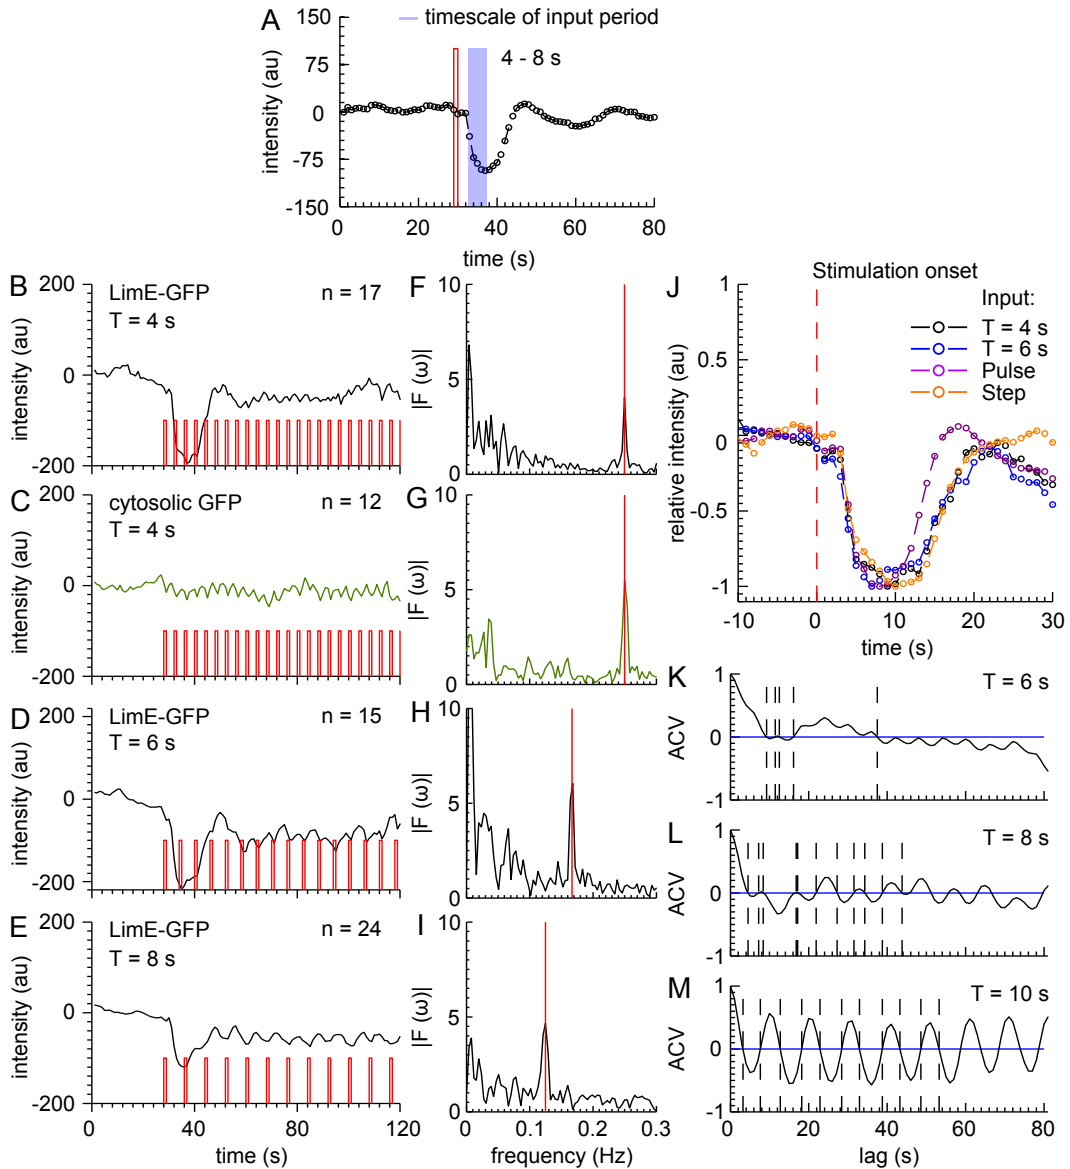 A
timescale of input period
4 - 8 s
intensity (au)
150
75
0
-75
-150
0 20 40 60 80
time (s)
B
LimE-GFP
n = 17
T = 4 s
intensity (au)
200
0
-200
C
cytosolic GFP
n = 12
T = 4 s
intensity (au)
200
0
-200
D
LimE-GFP
n = 15
T = 6 s
intensity (au)
200
0
-200
E
LimE-GFP
n = 24
T = 8 s
intensity (au)
200
0
-200
0 40 80 120
time (s)
F
|F (ω)|
10
5
0
G
|F (ω)|
10
5
0
H
|F (ω)|
10
5
0
I
|F (ω)|
10
5
0
0 0.1 0.2 0.3
frequency (Hz)
J
Stimulation onset
Input:
T = 4 s
T = 6 s
Pulse
Step
relative intensity (au)
1
0.5
0
-0.5
-1
-10 0 10 20 30
time (s)
K
T = 6 s
ACV
1
0
-1
L
T = 8 s
ACV
1
0
-1
M
T = 10 s
ACV
1
0
-1
0 20 40 60 80
lag (s)